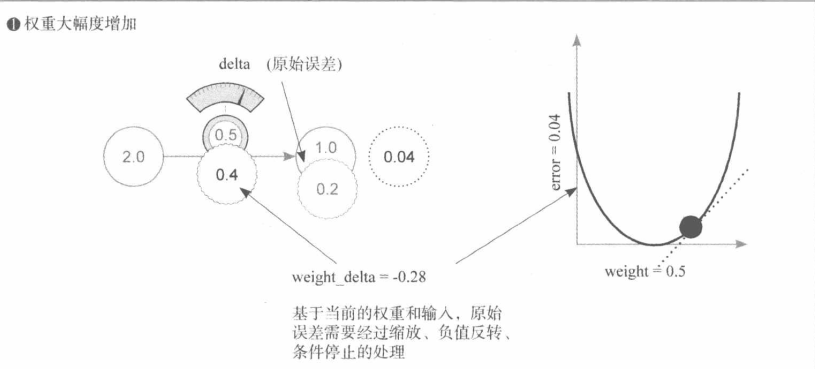 ❶ 权重大幅度增加
delta (原始误差)
2.0
0.5
0.4
1.0
0.2
0.04
error = 0.04
weight = 0.5
weight_delta = -0.28
基于当前的权重和输入，原始
误差需要经过缩放、负值反转、
条件停止的处理